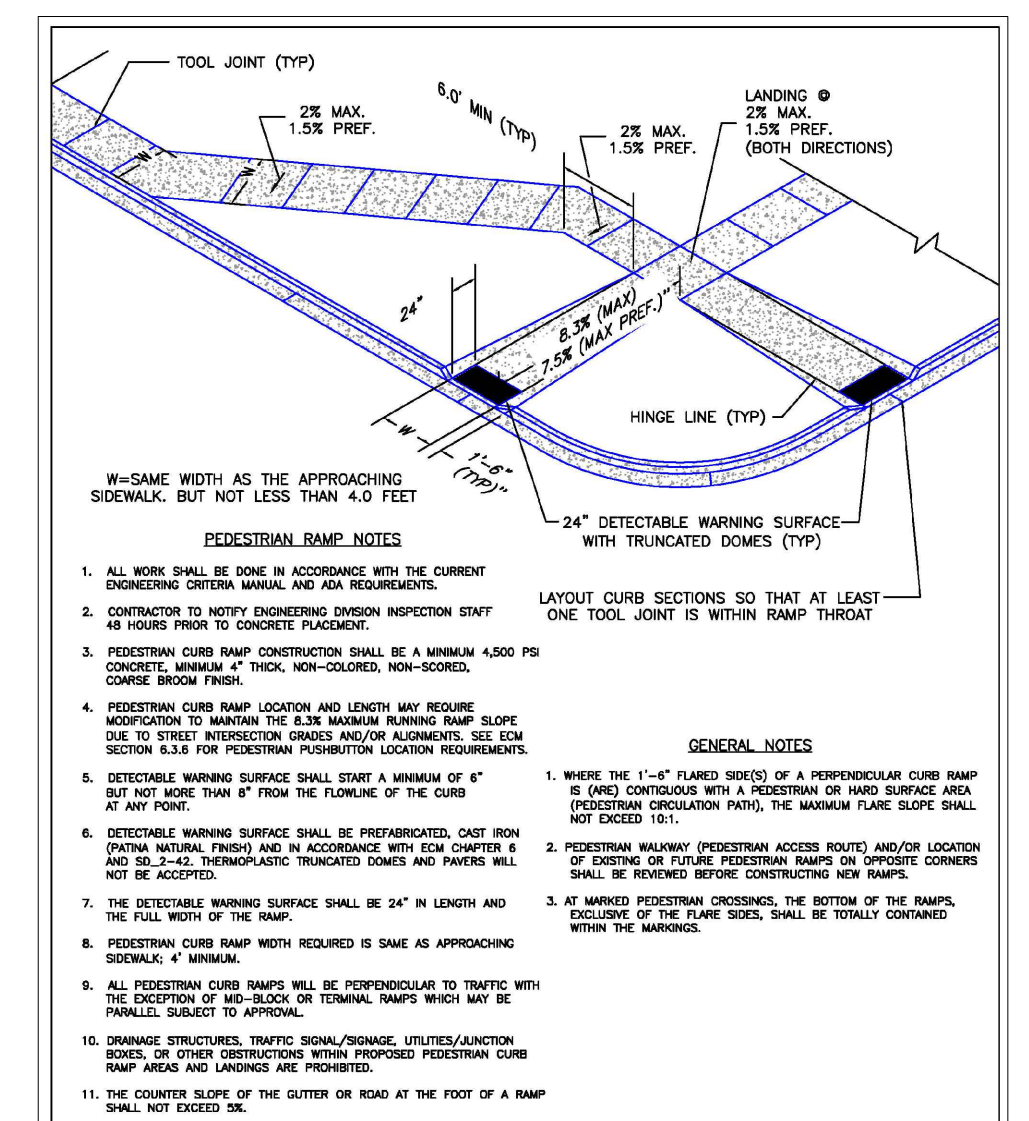 TOOL JOINT (TYP)
2% MAX.
1.5% PREF.
6.0' MIN (TYP)
2% MAX.
1.5% PREF.
LANDING @
2% MAX.
1.5% PREF.
(BOTH DIRECTIONS)
W
W
24"
8.3% (MAX)
7.5% (MAX PREF.)"
HINGE LINE (TYP)
W
1'-6"
(TYP)"
W=SAME WIDTH AS THE APPROACHING
SIDEWALK. BUT NOT LESS THAN 4.0 FEET
24" DETECTABLE WARNING SURFACE
WITH TRUNCATED DOMES (TYP)
LAYOUT CURB SECTIONS SO THAT AT LEAST
ONE TOOL JOINT IS WITHIN RAMP THROAT
PEDESTRIAN RAMP NOTES
1. ALL WORK SHALL BE DONE IN ACCORDANCE WITH THE CURRENT
ENGINEERING CRITERIA MANUAL AND ADA REQUIREMENTS.
2. CONTRACTOR TO NOTIFY ENGINEERING DIVISION INSPECTION STAFF
48 HOURS PRIOR TO CONCRETE PLACEMENT.
3. PEDESTRIAN CURB RAMP CONSTRUCTION SHALL BE A MINIMUM 4,500 PSI
CONCRETE, MINIMUM 4" THICK, NON-COLORED, NON-SCORED,
COARSE BROOM FINISH.
4. PEDESTRIAN CURB RAMP LOCATION AND LENGTH MAY REQUIRE
MODIFICATION TO MAINTAIN THE 8.3% MAXIMUM RUNNING RAMP SLOPE
DUE TO STREET INTERSECTION GRADES AND/OR ALIGNMENTS. SEE ECM
SECTION 6.3.6 FOR PEDESTRIAN PUSHBUTTON LOCATION REQUIREMENTS.
5. DETECTABLE WARNING SURFACE SHALL START A MINIMUM OF 6"
BUT NOT MORE THAN 8" FROM THE FLOWLINE OF THE CURB
AT ANY POINT.
6. DETECTABLE WARNING SURFACE SHALL BE PREFABRICATED, CAST IRON
(PATINA NATURAL FINISH) AND IN ACCORDANCE WITH ECM CHAPTER 6
AND SD_2-42. THERMOPLASTIC TRUNCATED DOMES AND PAVERS WILL
NOT BE ACCEPTED.
7. THE DETECTABLE WARNING SURFACE SHALL BE 24" IN LENGTH AND
THE FULL WIDTH OF THE RAMP.
8. PEDESTRIAN CURB RAMP WIDTH REQUIRED IS SAME AS APPROACHING
SIDEWALK; 4' MINIMUM.
9. ALL PEDESTRIAN CURB RAMPS WILL BE PERPENDICULAR TO TRAFFIC WITH
THE EXCEPTION OF MID-BLOCK OR TERMINAL RAMPS WHICH MAY BE
PARALLEL SUBJECT TO APPROVAL.
10. DRAINAGE STRUCTURES, TRAFFIC SIGNAL/SIGNAGE, UTILITIES/JUNCTION
BOXES, OR OTHER OBSTRUCTIONS WITHIN PROPOSED PEDESTRIAN CURB
RAMP AREAS AND LANDINGS ARE PROHIBITED.
11. THE COUNTER SLOPE OF THE GUTTER OR ROAD AT THE FOOT OF A RAMP
SHALL NOT EXCEED 5%.
GENERAL NOTES
1. WHERE THE 1'-6" FLARED SIDE(S) OF A PERPENDICULAR CURB RAMP
IS (ARE) CONTIGUOUS WITH A PEDESTRIAN OR HARD SURFACE AREA
(PEDESTRIAN CIRCULATION PATH), THE MAXIMUM FLARE SLOPE SHALL
NOT EXCEED 10:1.
2. PEDESTRIAN WALKWAY (PEDESTRIAN ACCESS ROUTE) AND/OR LOCATION
OF EXISTING OR FUTURE PEDESTRIAN RAMPS ON OPPOSITE CORNERS
SHALL BE REVIEWED BEFORE CONSTRUCTING NEW RAMPS.
3. AT MARKED PEDESTRIAN CROSSINGS, THE BOTTOM OF THE RAMPS,
EXCLUSIVE OF THE FLARE SIDES, SHALL BE TOTALLY CONTAINED
WITHIN THE MARKINGS.